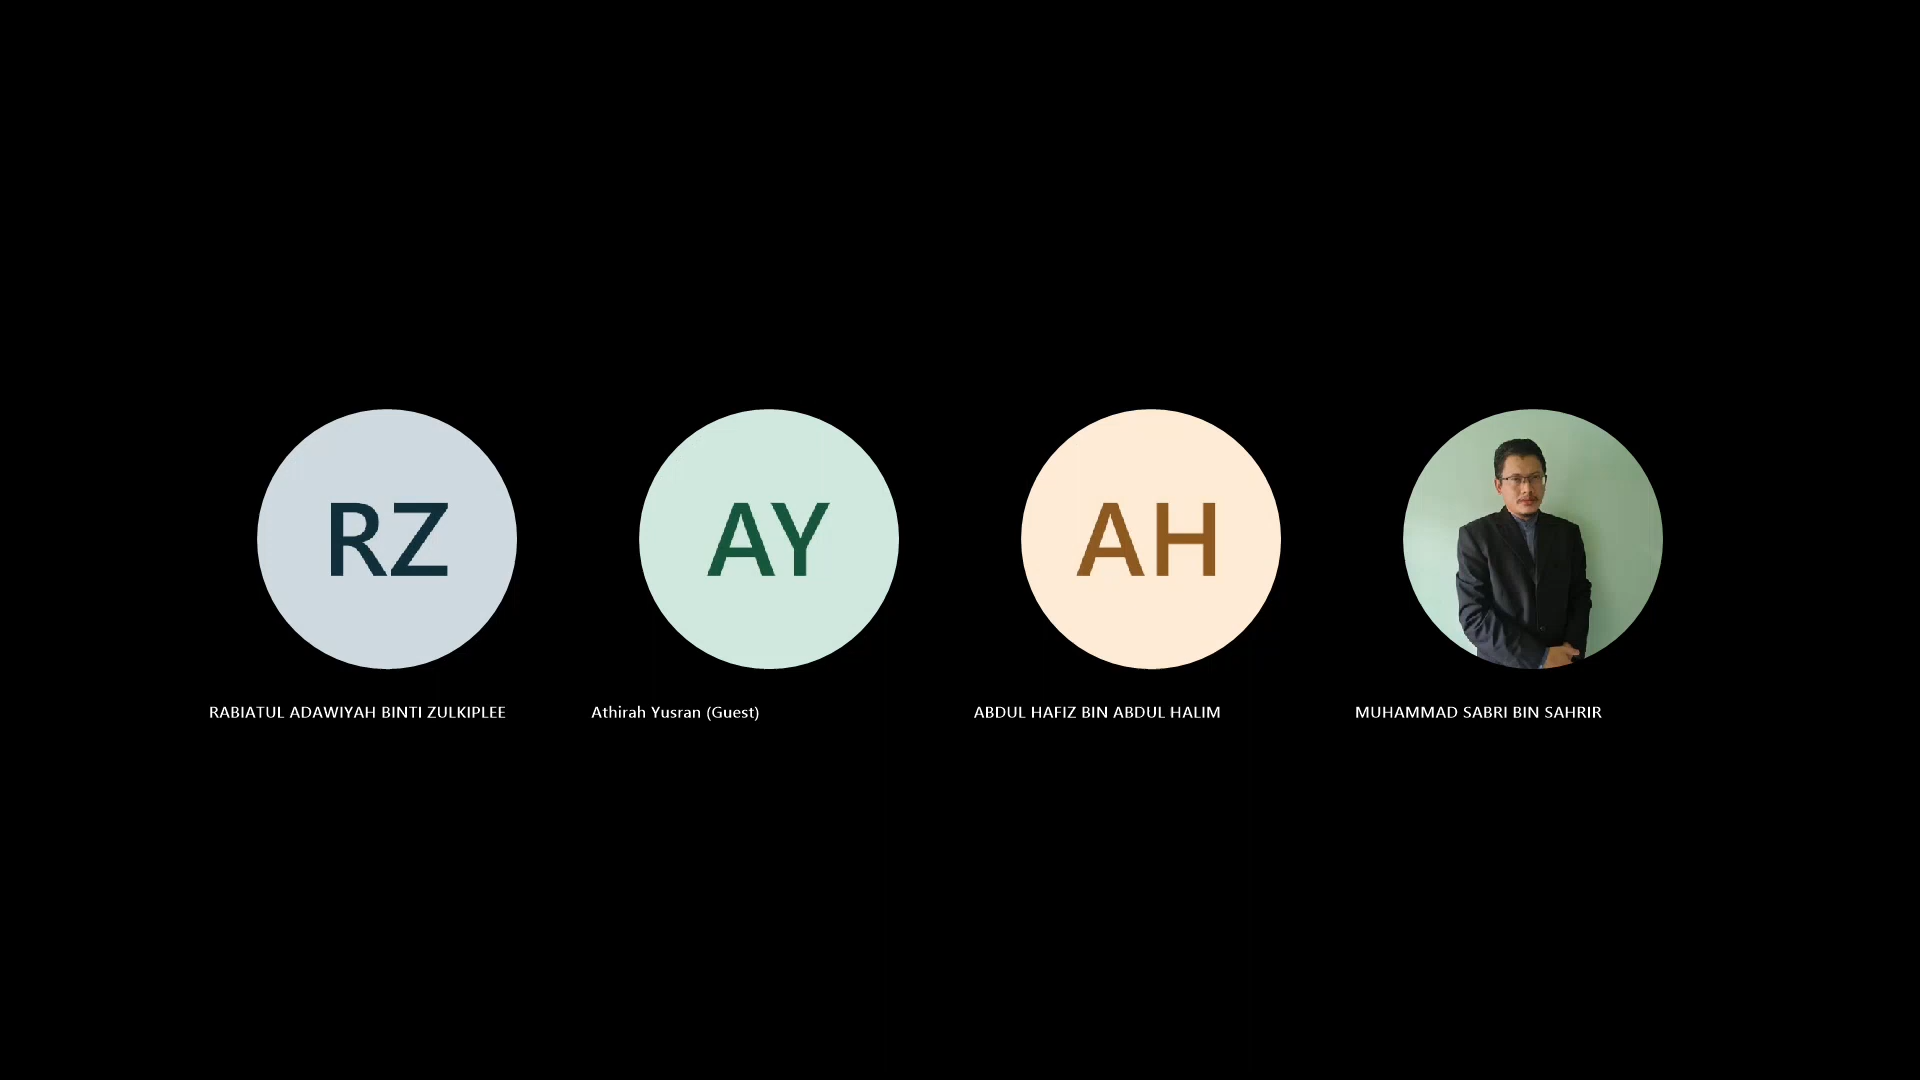 RZ
AY
AH
RABIATUL ADAWIYAH BINTI ZULKIPLEE
Athirah Yusran (Guest)
ABDUL HAFIZ BIN ABDUL HALIM
MUHAMMAD SABRI BIN SAHRIR